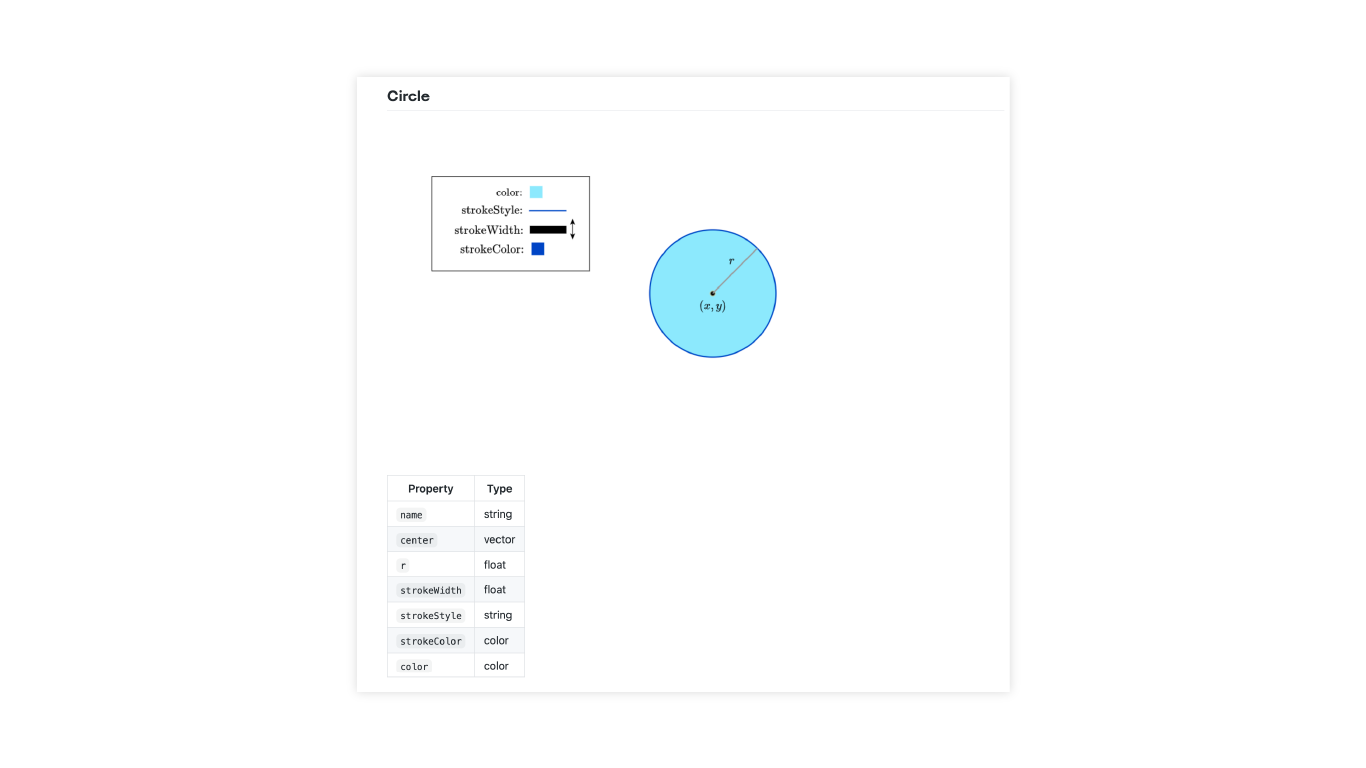 Circle
color:
strokeStyle:
strokeWidth:
strokeColor:
r
(x, y)
Property Type
name string
center vector
r float
strokeWidth float
strokeStyle string
strokeColor color
color color